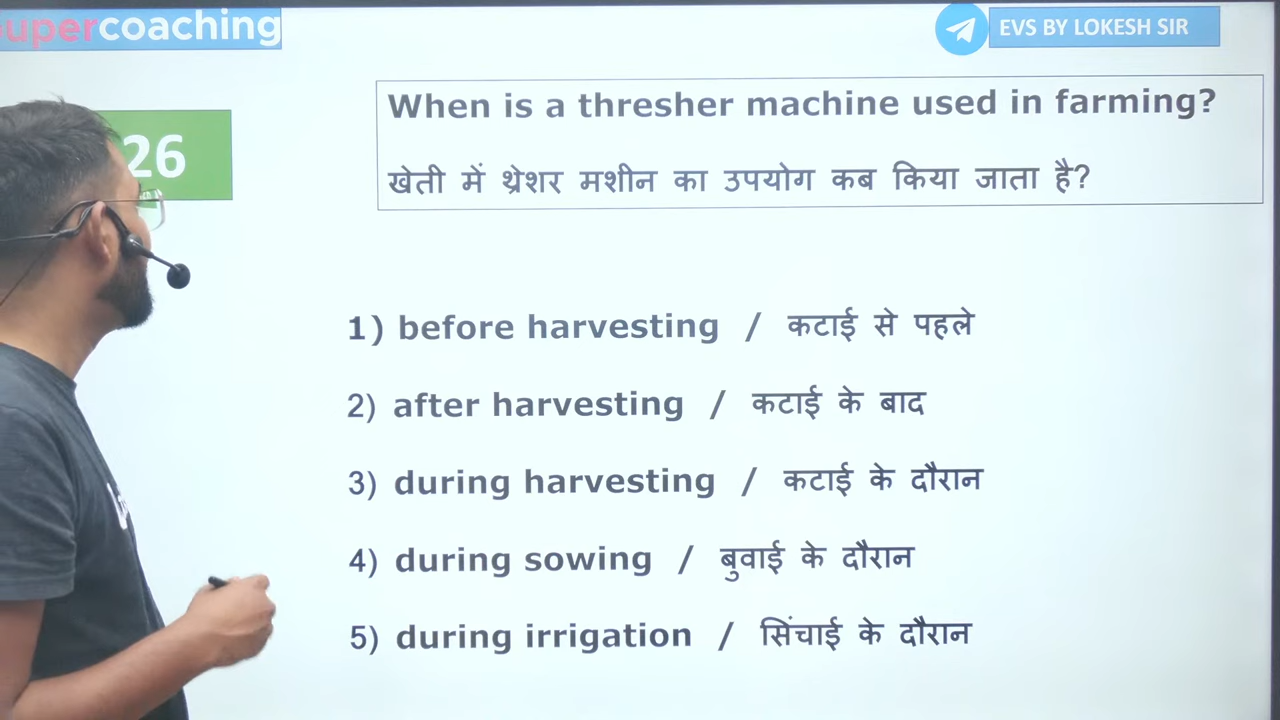 supercoaching
EVS BY LOKESH SIR
26
When is a thresher machine used in farming?
खेती में थ्रेशर मशीन का उपयोग कब किया जाता है?
1) before harvesting / कटाई से पहले
2) after harvesting / कटाई के बाद
3) during harvesting / कटाई के दौरान
4) during sowing / बुवाई के दौरान
5) during irrigation / सिंचाई के दौरान